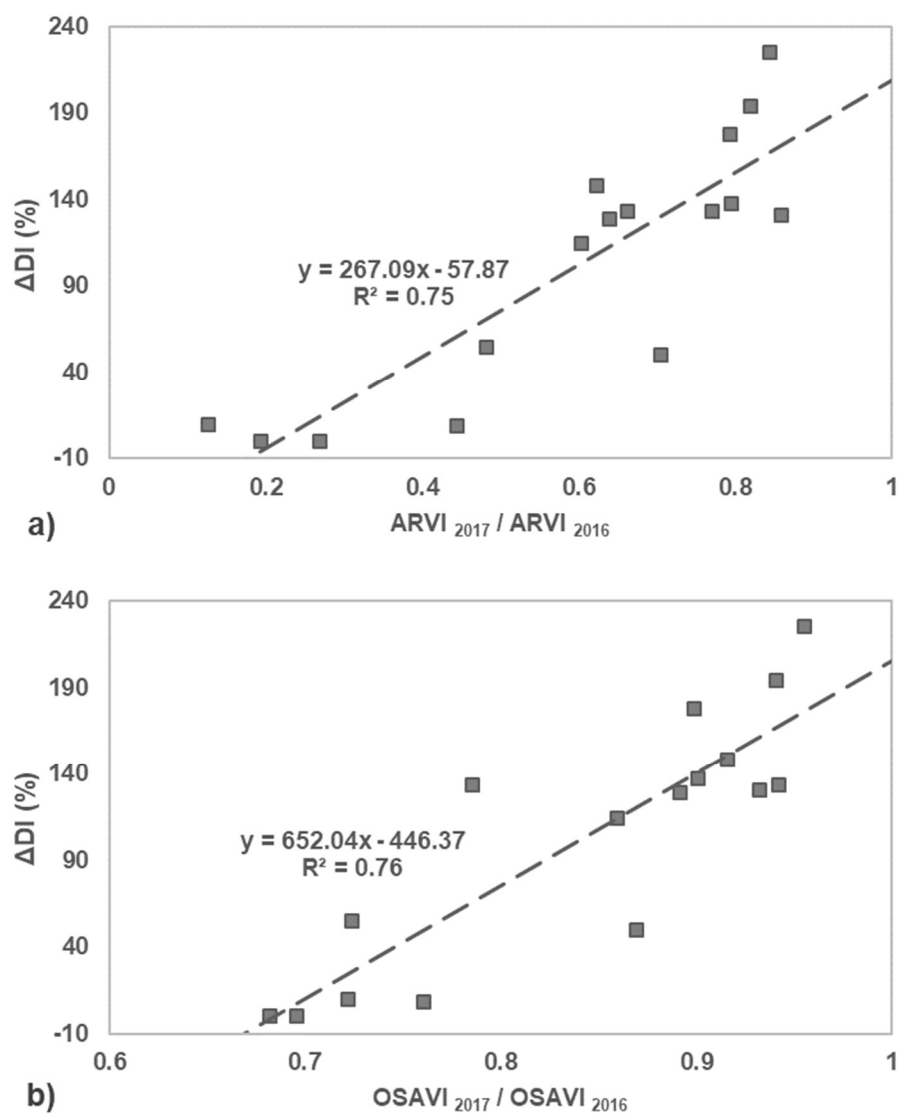 240
190
140
90
40
-10
ΔDI (%)
y = 267.09x - 57.87
R² = 0.75
0 0.2 0.4 0.6 0.8 1
a) ARVI 2017 / ARVI 2016
240
190
140
90
40
-10
ΔDI (%)
y = 652.04x - 446.37
R² = 0.76
0.6 0.7 0.8 0.9 1
b) OSAVI 2017 / OSAVI 2016